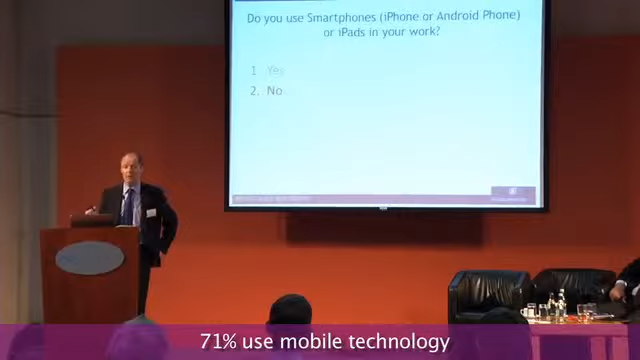 Do you use Smartphones (iPhone or Android Phone)
or iPads in your work?
1 Yes
2. No
71% use mobile technology